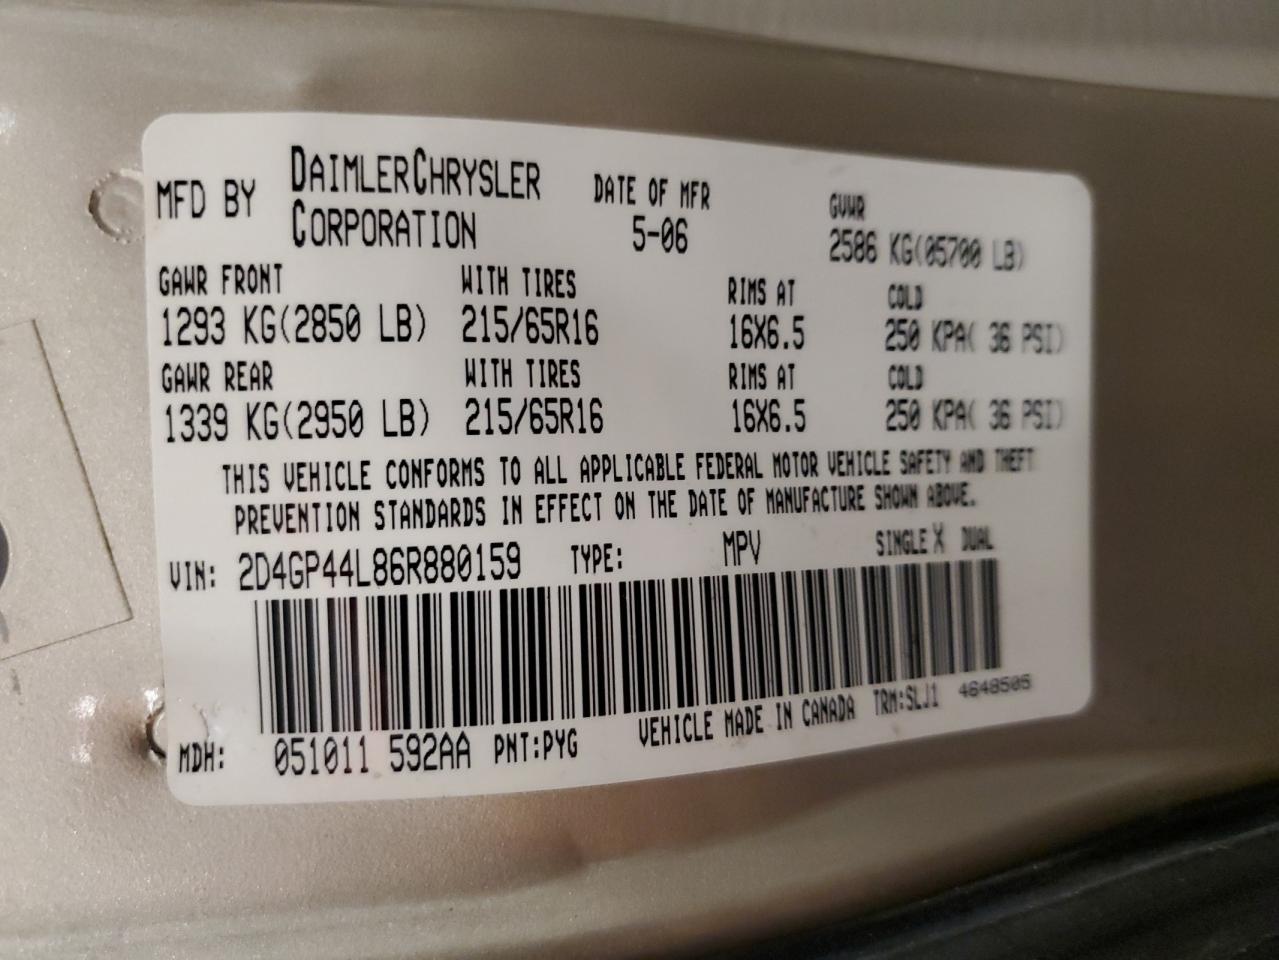 MFD BY DAIMLERCHRYSLER CORPORATION DATE OF MFR 5-06 GVWR 2586 KG(05700 LB)
GAWR FRONT WITH TIRES RIMS AT COLD
1293 KG(2850 LB) 215/65R16 16X6.5 250 KPA( 36 PSI)
GAWR REAR WITH TIRES RIMS AT COLD
1339 KG(2950 LB) 215/65R16 16X6.5 250 KPA( 36 PSI)
THIS VEHICLE CONFORMS TO ALL APPLICABLE FEDERAL MOTOR VEHICLE SAFETY AND THEFT
PREVENTION STANDARDS IN EFFECT ON THE DATE OF MANUFACTURE SHOWN ABOVE.
VIN: 2D4GP44L86R880159 TYPE: MPV SINGLE X DUAL
MDH: 051011 592AA PNT:PYG VEHICLE MADE IN CANADA TRM:SLJ1 4648505